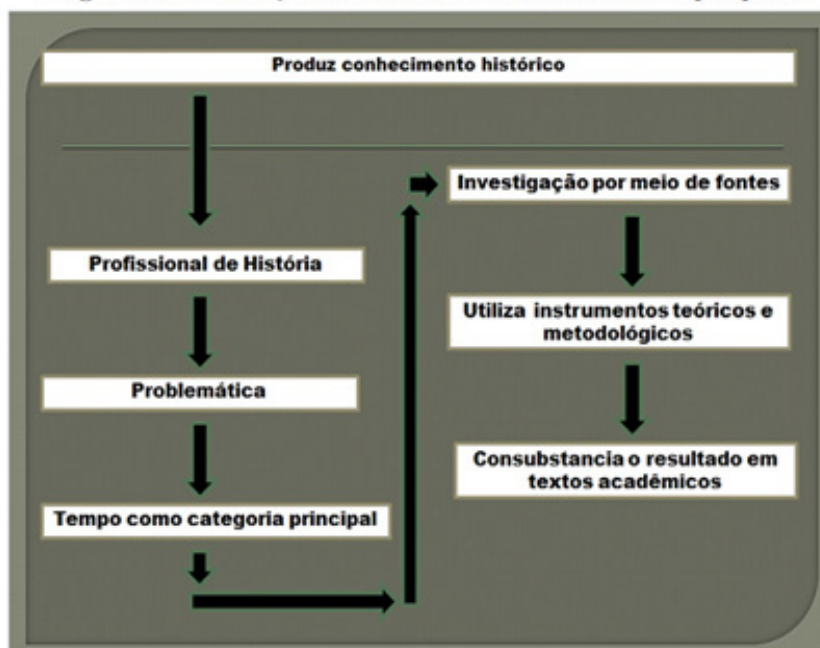 Produz conhecimento histórico
Profissional de História
Problemática
Tempo como categoria principal
Investigação por meio de fontes
Utiliza instrumentos teóricos e
metodológicos
Consubstancia o resultado em
textos acadêmicos